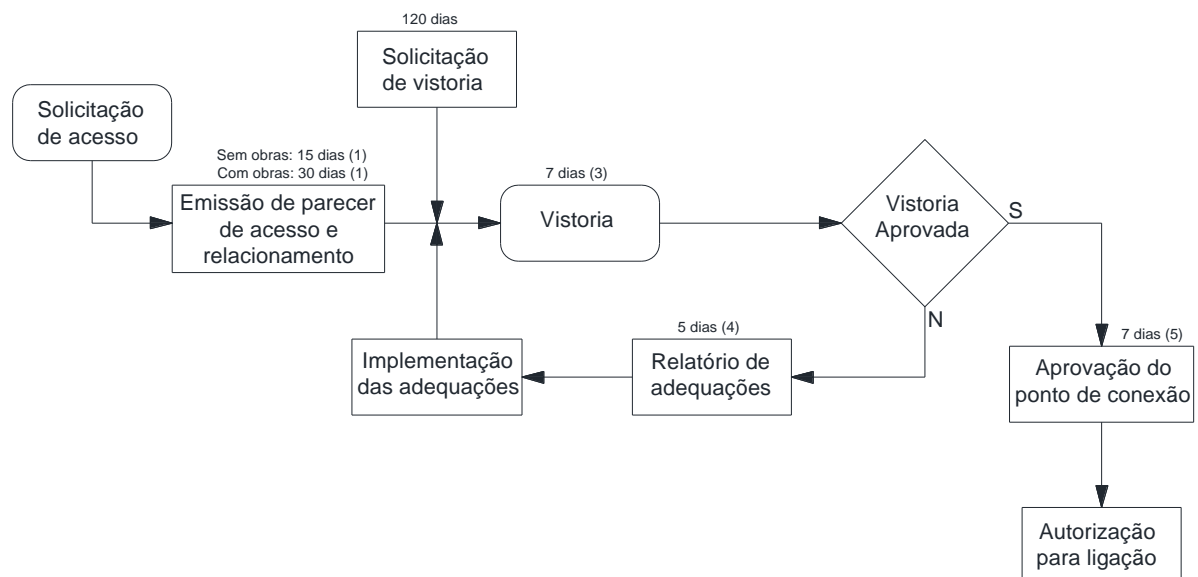 120 dias
Solicitação
de vistoria
Solicitação
de acesso
Sem obras: 15 dias (1)
Com obras: 30 dias (1)
Emissão de parecer
de acesso e
relacionamento
7 dias (3)
Vistoria
Vistoria
Aprovada
S
N
5 dias (4)
Relatório de
adequações
Implementação
das adequações
7 dias (5)
Aprovação do
ponto de conexão
Autorização
para ligação